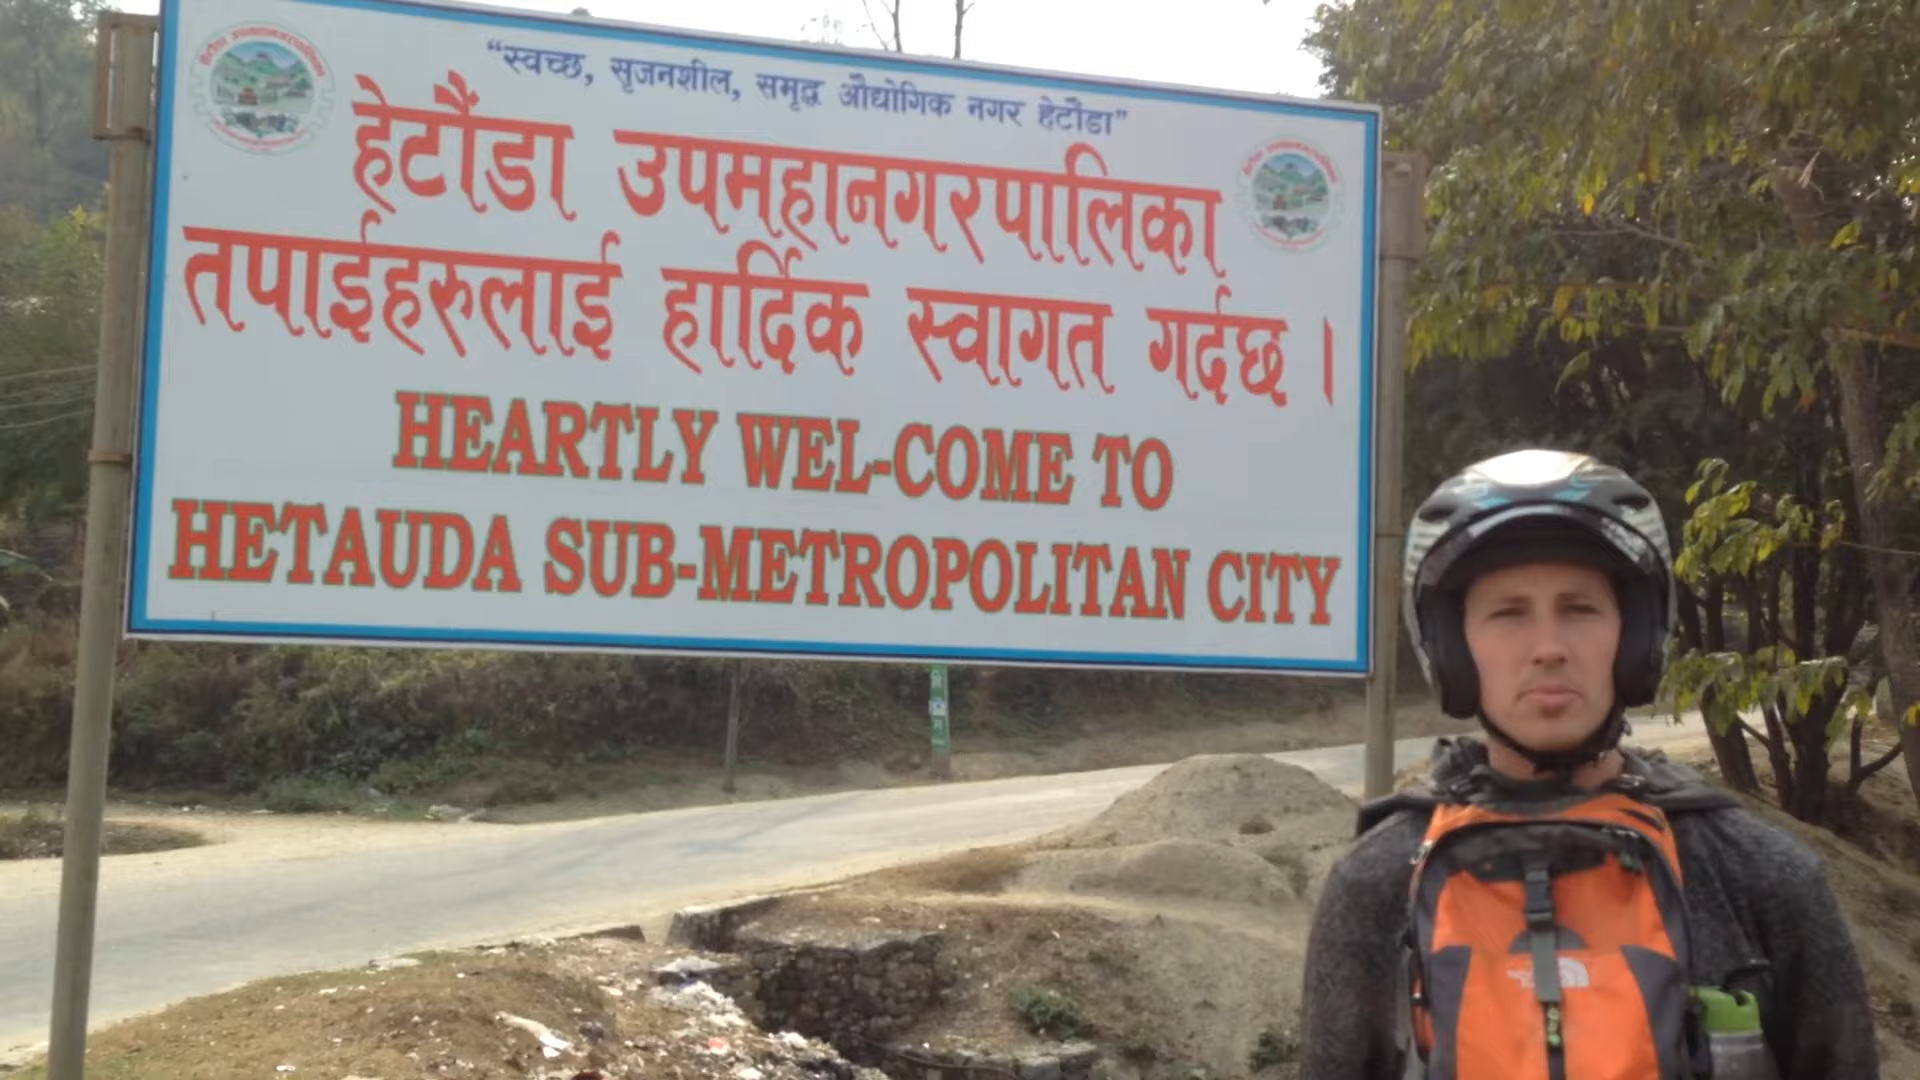 “स्वच्छ, सृजनशील, समृद्ध औद्योगिक नगर हेटौंडा”
हेटौंडा उपमहानगरपालिका
तपाईहरुलाई हार्दिक स्वागत गर्दछ ।
HEARTLY WEL-COME TO
HETAUDA SUB-METROPOLITAN CITY